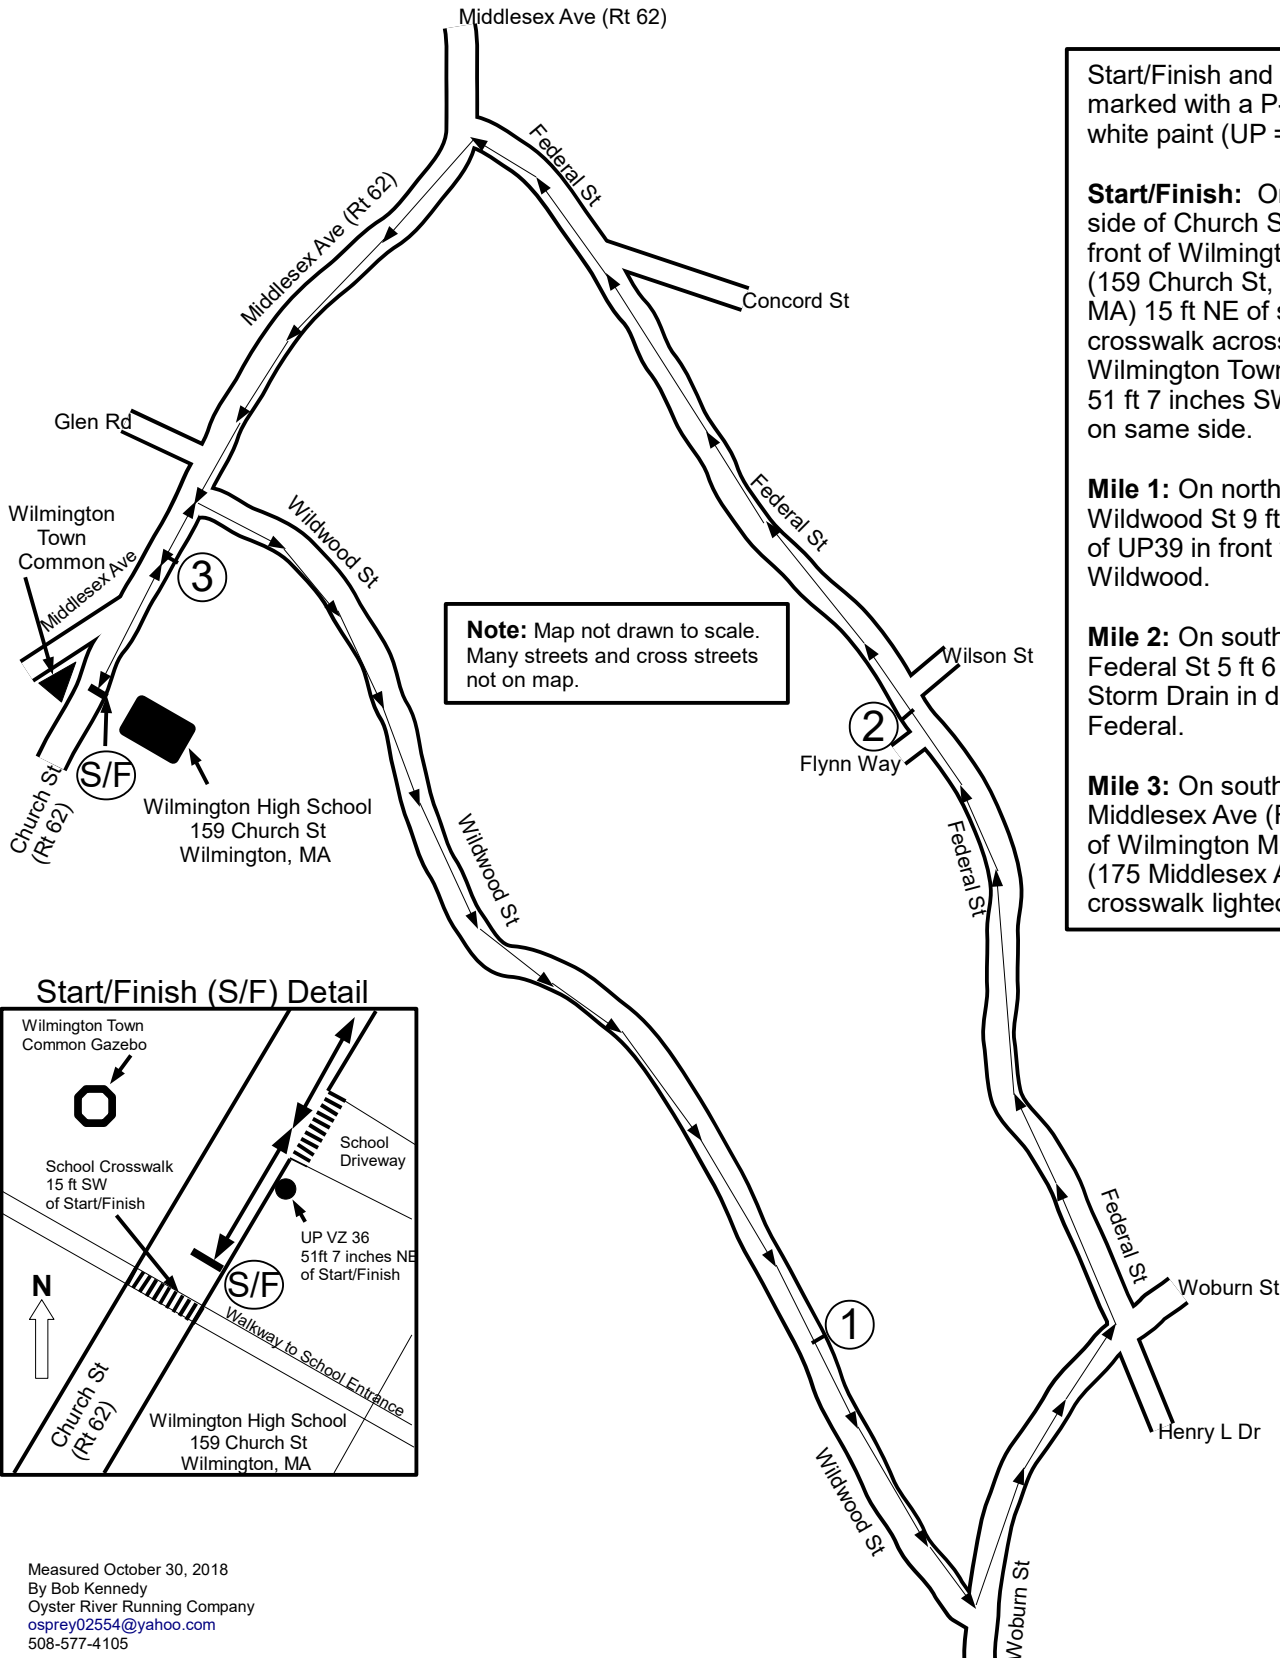 Middlesex Ave (Rt 62)
Federal St
Middlesex Ave (Rt 62)
Concord St
Glen Rd
Wilmington
Town
Common
Middlesex Ave
3
Wildwood St
Federal St
Note: Map not drawn to scale.
Many streets and cross streets
not on map.
Wilson St
2
Flynn Way
S/F
Church St
(Rt 62)
Wilmington High School
159 Church St
Wilmington, MA
Wildwood St
Federal St
Start/Finish and
marked with a P
white paint (UP =
Start/Finish:
side of Church S
front of Wilmingt
(159 Church St,
MA) 15 ft NE of s
crosswalk across
Wilmington Town
51 ft 7 inches SW
on same side.
Mile 1: On north
Wildwood St 9 ft
of UP39 in front
Wildwood.
Mile 2: On south
Federal St 5 ft 6
Storm Drain in d
Federal.
Mile 3: On south
Middlesex Ave (
of Wilmington M
(175 Middlesex A
crosswalk lighted
Start/Finish (S/F) Detail
Wilmington Town
Common Gazebo
School
Driveway
School Crosswalk
15 ft SW
of Start/Finish
UP VZ 36
51ft 7 inches NE
of Start/Finish
N
S/F
Walkway to School Entrance
Church St
(Rt 62)
Wilmington High School
159 Church St
Wilmington, MA
Federal St
Woburn St
1
Henry L Dr
Wildwood St
Woburn St
Measured October 30, 2018
By Bob Kennedy
Oyster River Running Company
osprey02554@yahoo.com
508-577-4105